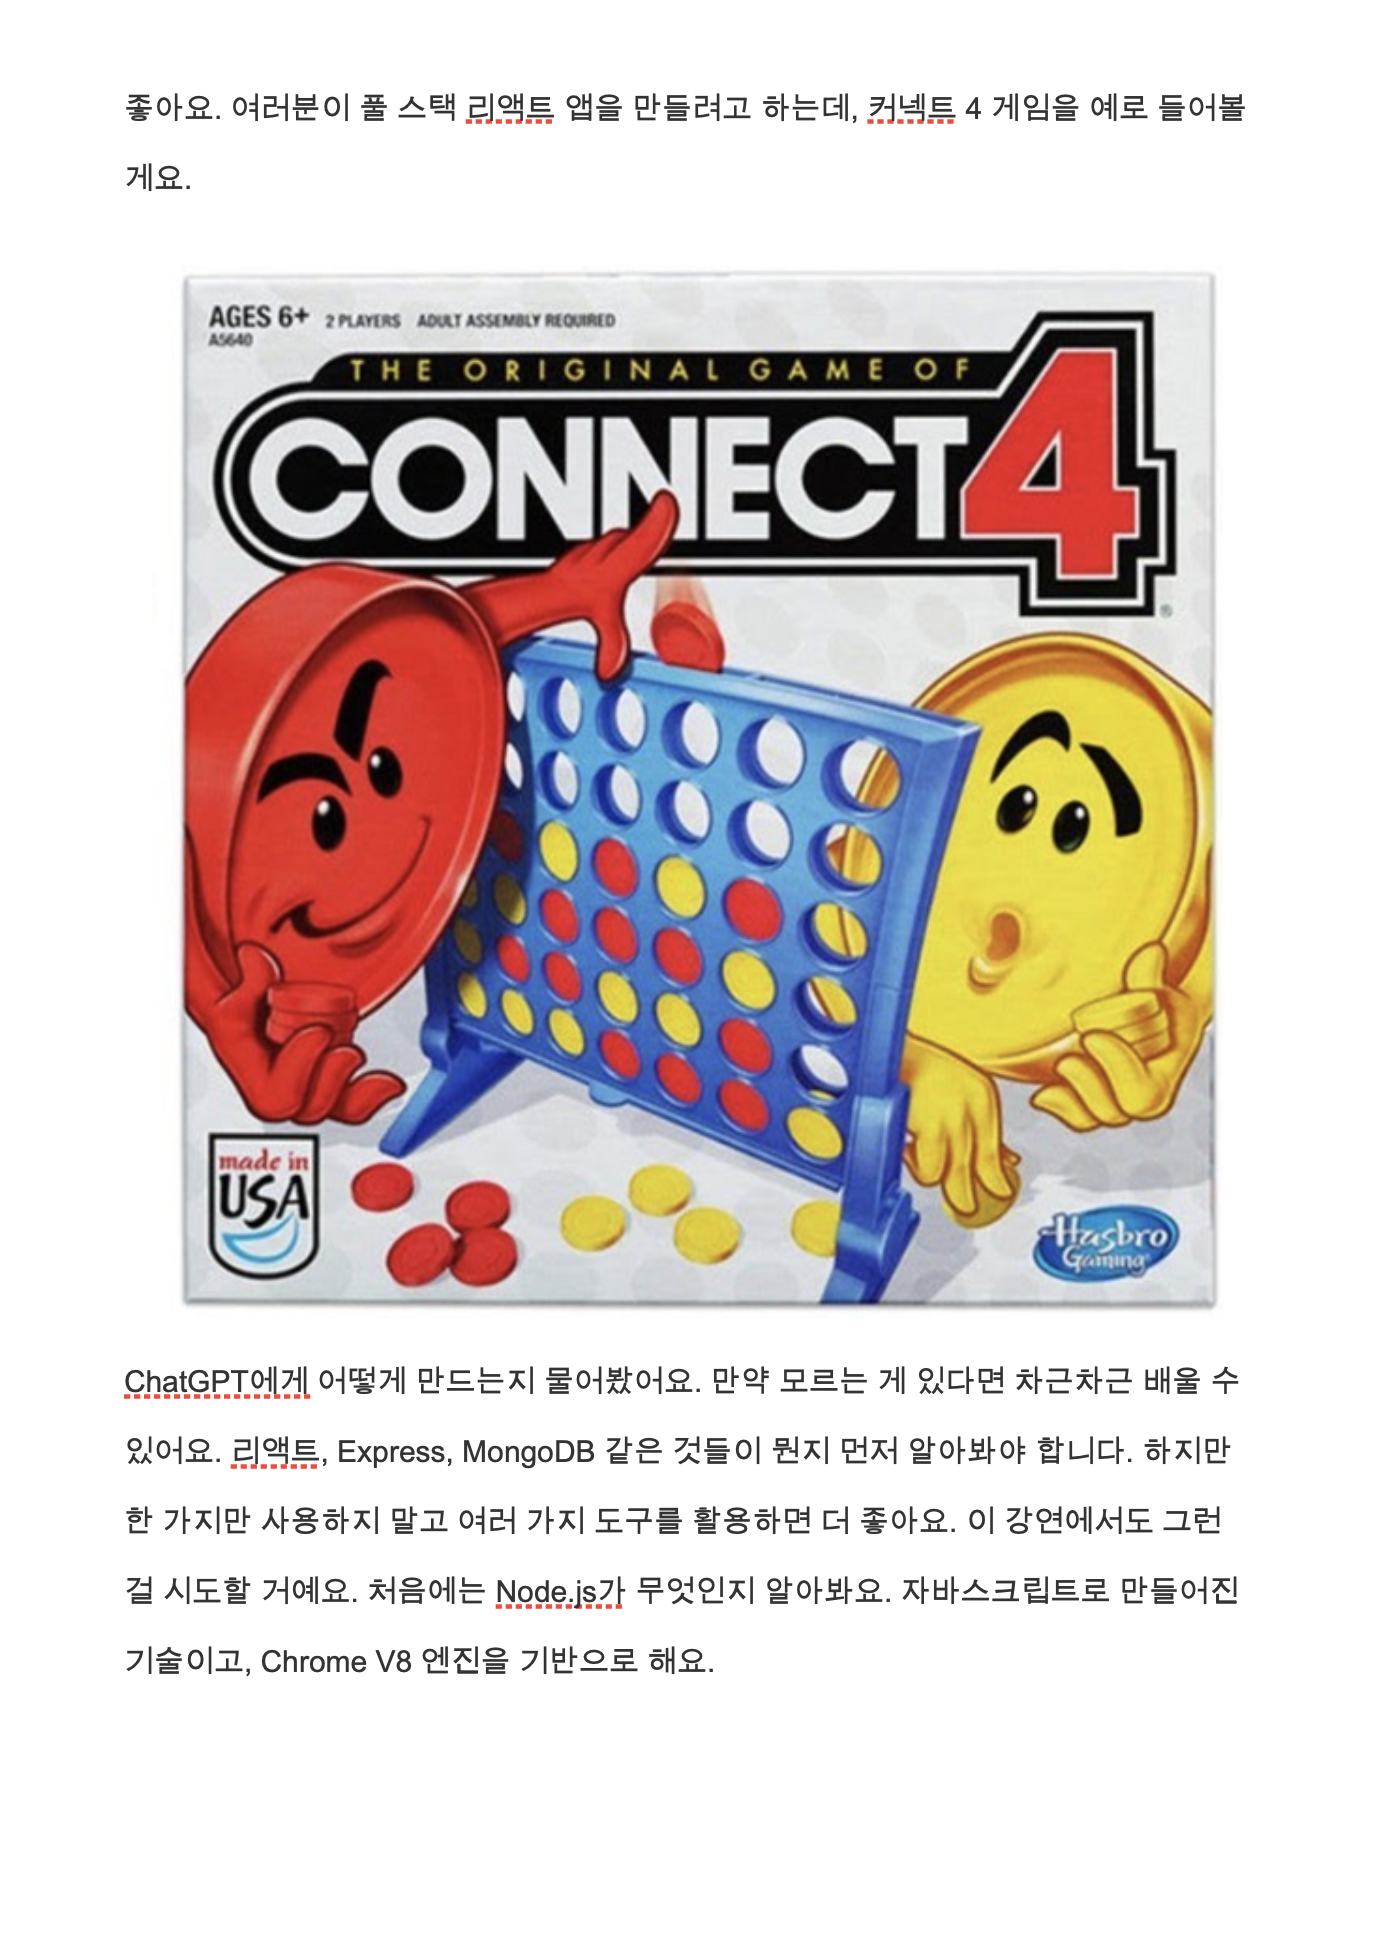 좋아요. 여러분이 풀 스택 리액트 앱을 만들려고 하는데, 커넥트 4 게임을 예로 들어볼
게요.
AGES 6+ 2 PLAYERS ADULT ASSEMBLY REQUIRED
A5640
THE ORIGINAL GAME OF
CONNECT 4
®
made in
USA
Hasbro
Gaming
ChatGPT에게 어떻게 만드는지 물어봤어요. 만약 모르는 게 있다면 차근차근 배울 수
있어요. 리액트, Express, MongoDB 같은 것들이 뭔지 먼저 알아봐야 합니다. 하지만
한 가지만 사용하지 말고 여러 가지 도구를 활용하면 더 좋아요. 이 강연에서도 그런
걸 시도할 거예요. 처음에는 Node.js가 무엇인지 알아봐요. 자바스크립트로 만들어진
기술이고, Chrome V8 엔진을 기반으로 해요.